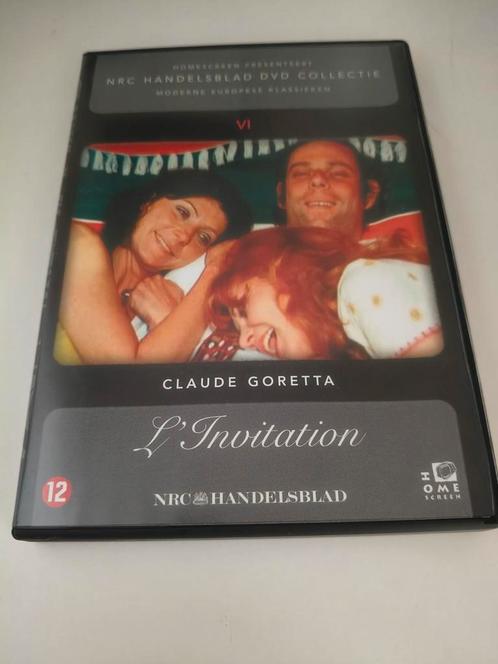 HOMESCREEN PRESENTEERT
NRC HANDELSBLAD DVD COLLECTIE
MODERNE EUROPESE KLASSIEKEN
VI
CLAUDE GORETTA
L'Invitation
12
NRC HANDELSBLAD
HOME
SCREEN